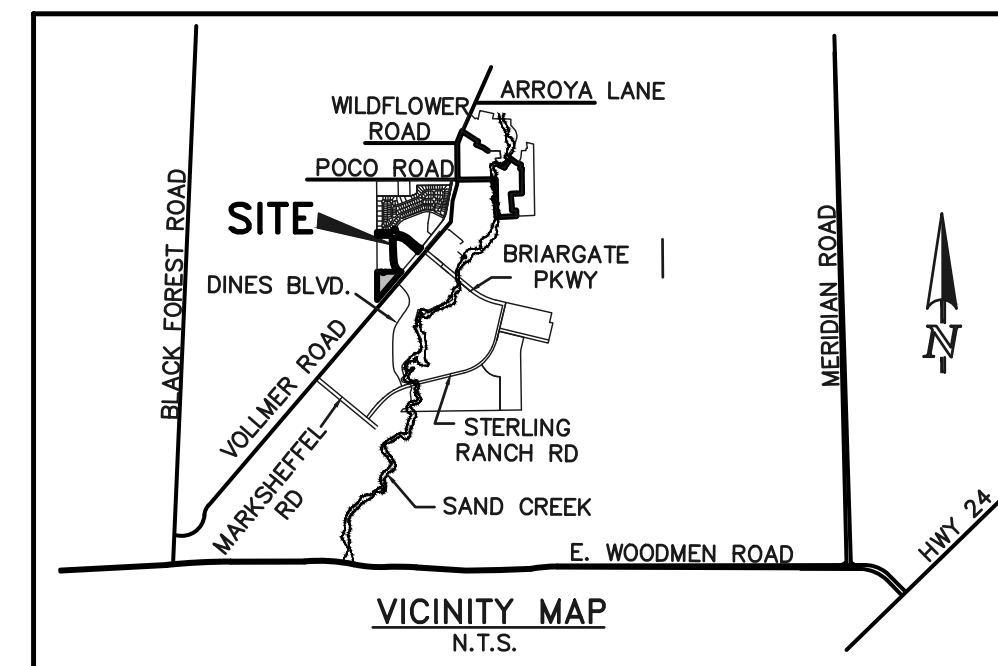 ARROYA LANE
WILDFLOWER
ROAD
POCO ROAD
SITE
BRIARGATE
PKWY
DINES BLVD.
BLACK FOREST ROAD
MERIDIAN ROAD
N
VOLLMER ROAD
STERLING
RANCH RD
MARKSHEFFEL
RD
SAND CREEK
HWY 24
E. WOODMEN ROAD
VICINITY MAP
N.T.S.